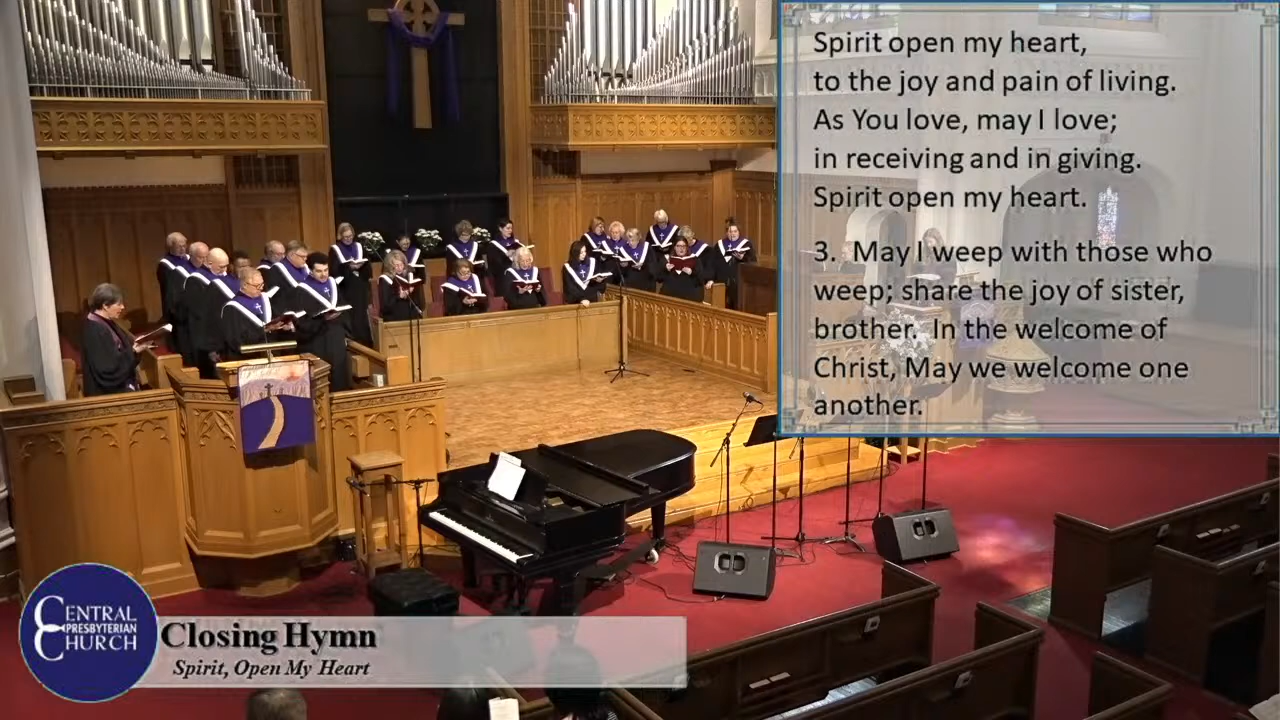 Spirit open my heart,
to the joy and pain of living.
As You love, may I love;
in receiving and in giving.
Spirit open my heart.
3.  May I weep with those who
weep; share the joy of sister,
brother.  In the welcome of
Christ, May we welcome one
another.
CENTRAL
PRESBYTERIAN
CHURCH
Closing Hymn
Spirit, Open My Heart